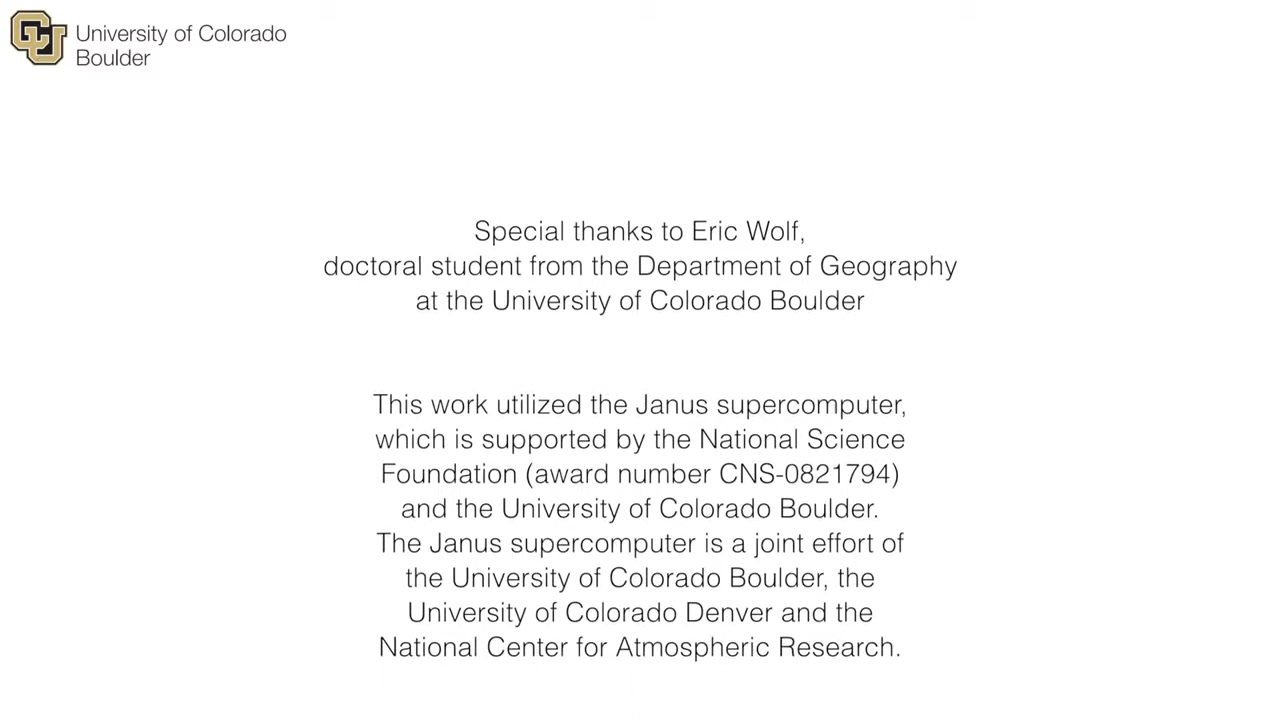 CU
University of Colorado
Boulder
Special thanks to Eric Wolf,
doctoral student from the Department of Geography
at the University of Colorado Boulder
This work utilized the Janus supercomputer,
which is supported by the National Science
Foundation (award number CNS-0821794)
and the University of Colorado Boulder.
The Janus supercomputer is a joint effort of
the University of Colorado Boulder, the
University of Colorado Denver and the
National Center for Atmospheric Research.